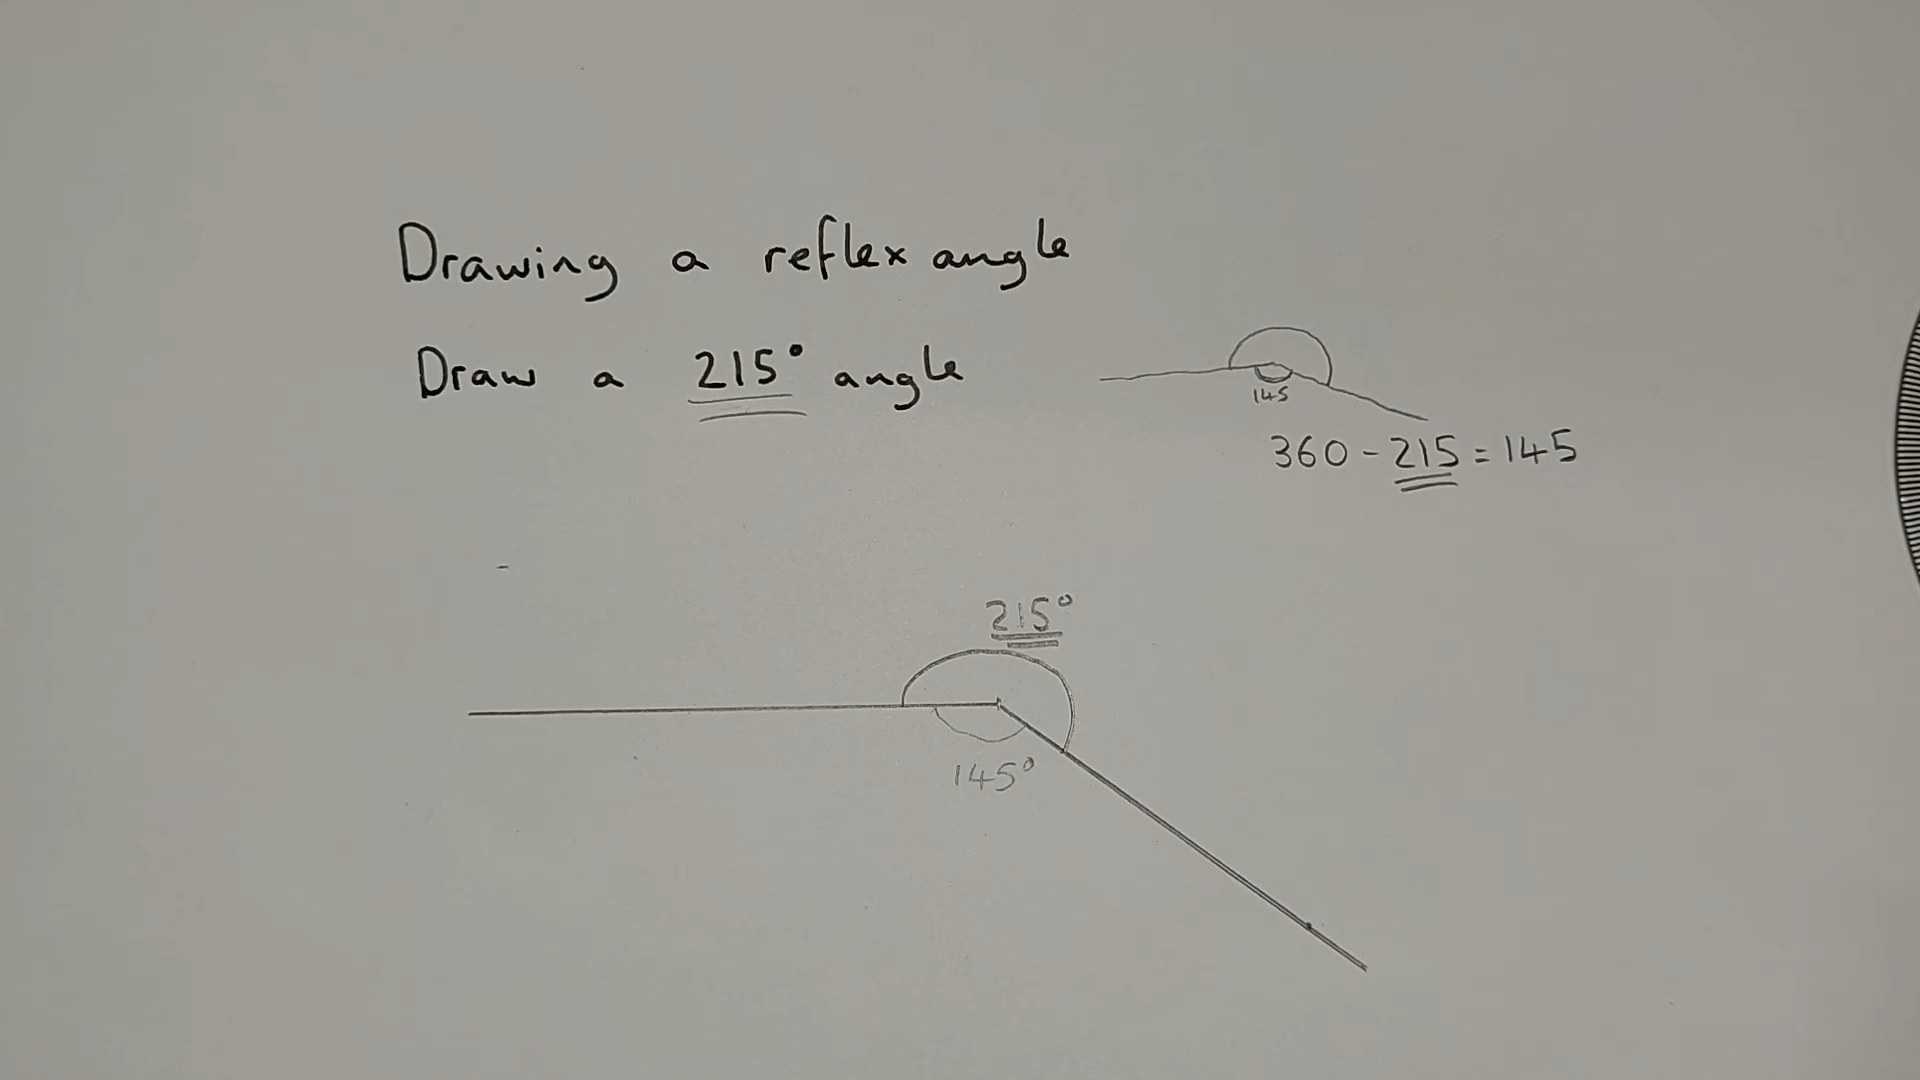 Drawing a reflex angle
Draw a 215° angle
145
360 - 215 = 145
215°
145°